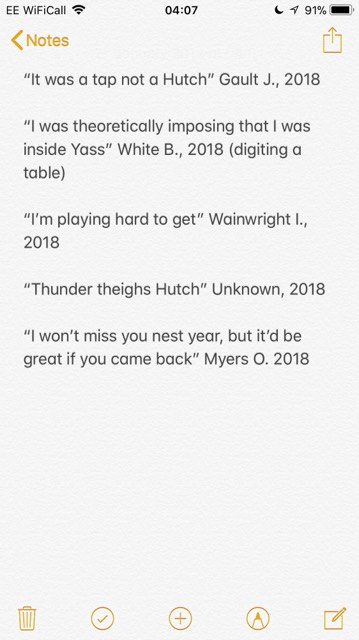 EE WiFiCall 04:07 91%
Notes
“It was a tap not a Hutch” Gault J., 2018
“I was theoretically imposing that I was
inside Yass” White B., 2018 (digiting a
table)
“I’m playing hard to get” Wainwright I.,
2018
“Thunder theighs Hutch” Unknown, 2018
“I won’t miss you nest year, but it’d be
great if you came back” Myers O. 2018